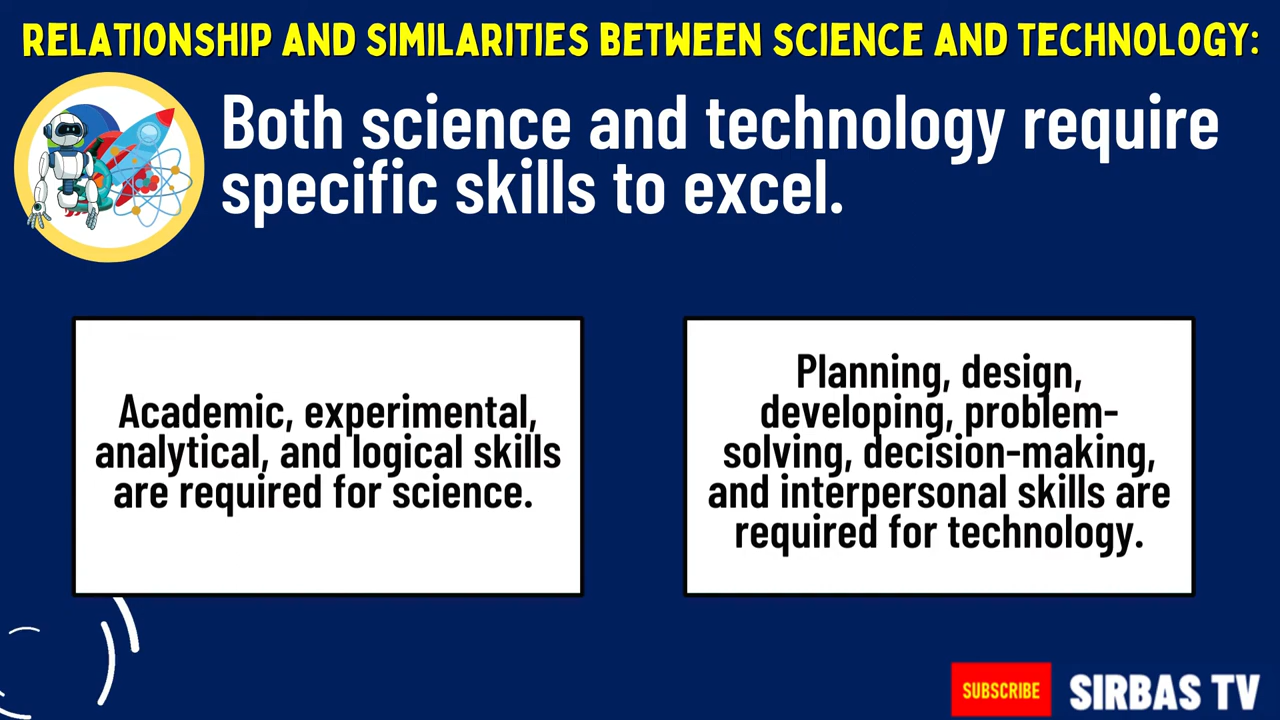 RELATIONSHIP AND SIMILARITIES BETWEEN SCIENCE AND TECHNOLOGY:
Both science and technology require
specific skills to excel.
Academic, experimental,
analytical, and logical skills
are required for science.
Planning, design,
developing, problem-
solving, decision-making,
and interpersonal skills are
required for technology.
SUBSCRIBE
SIRBAS TV